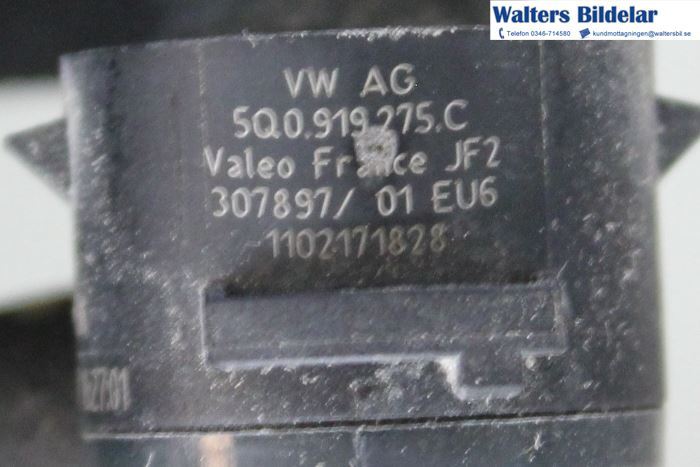 Walters Bildelar
Telefon 0346-714580 kundmottagningen@waltersbil.se
VW AG
5Q0.919.275.C
Valeo France JF2
307897/ 01 EU6
1102171828